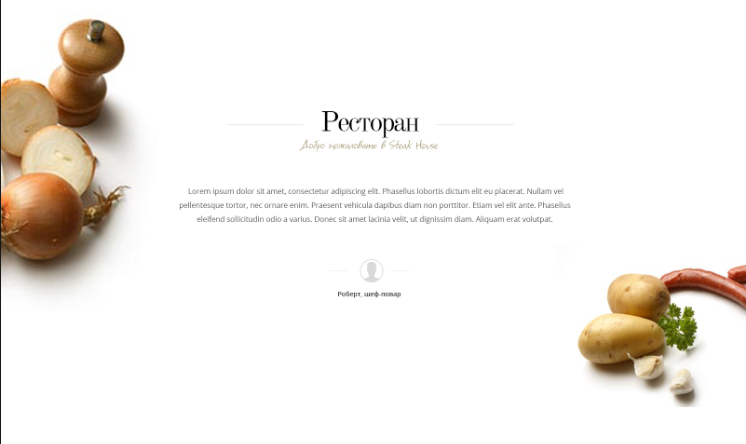 Ресторан
Добро пожаловать в Steak House
Lorem ipsum dolor sit amet, consectetur adipiscing elit. Phasellus lobortis dictum elit eu placerat. Nullam vel
pellentesque tortor, nec ornare enim. Praesent vehicula dapibus diam non porttitor. Etiam vel elit ante. Phasellus
eleifend sollicitudin odio a varius. Donec sit amet lacinia velit, ut dignissim diam. Aliquam erat volutpat.
Роберт, шеф-повар